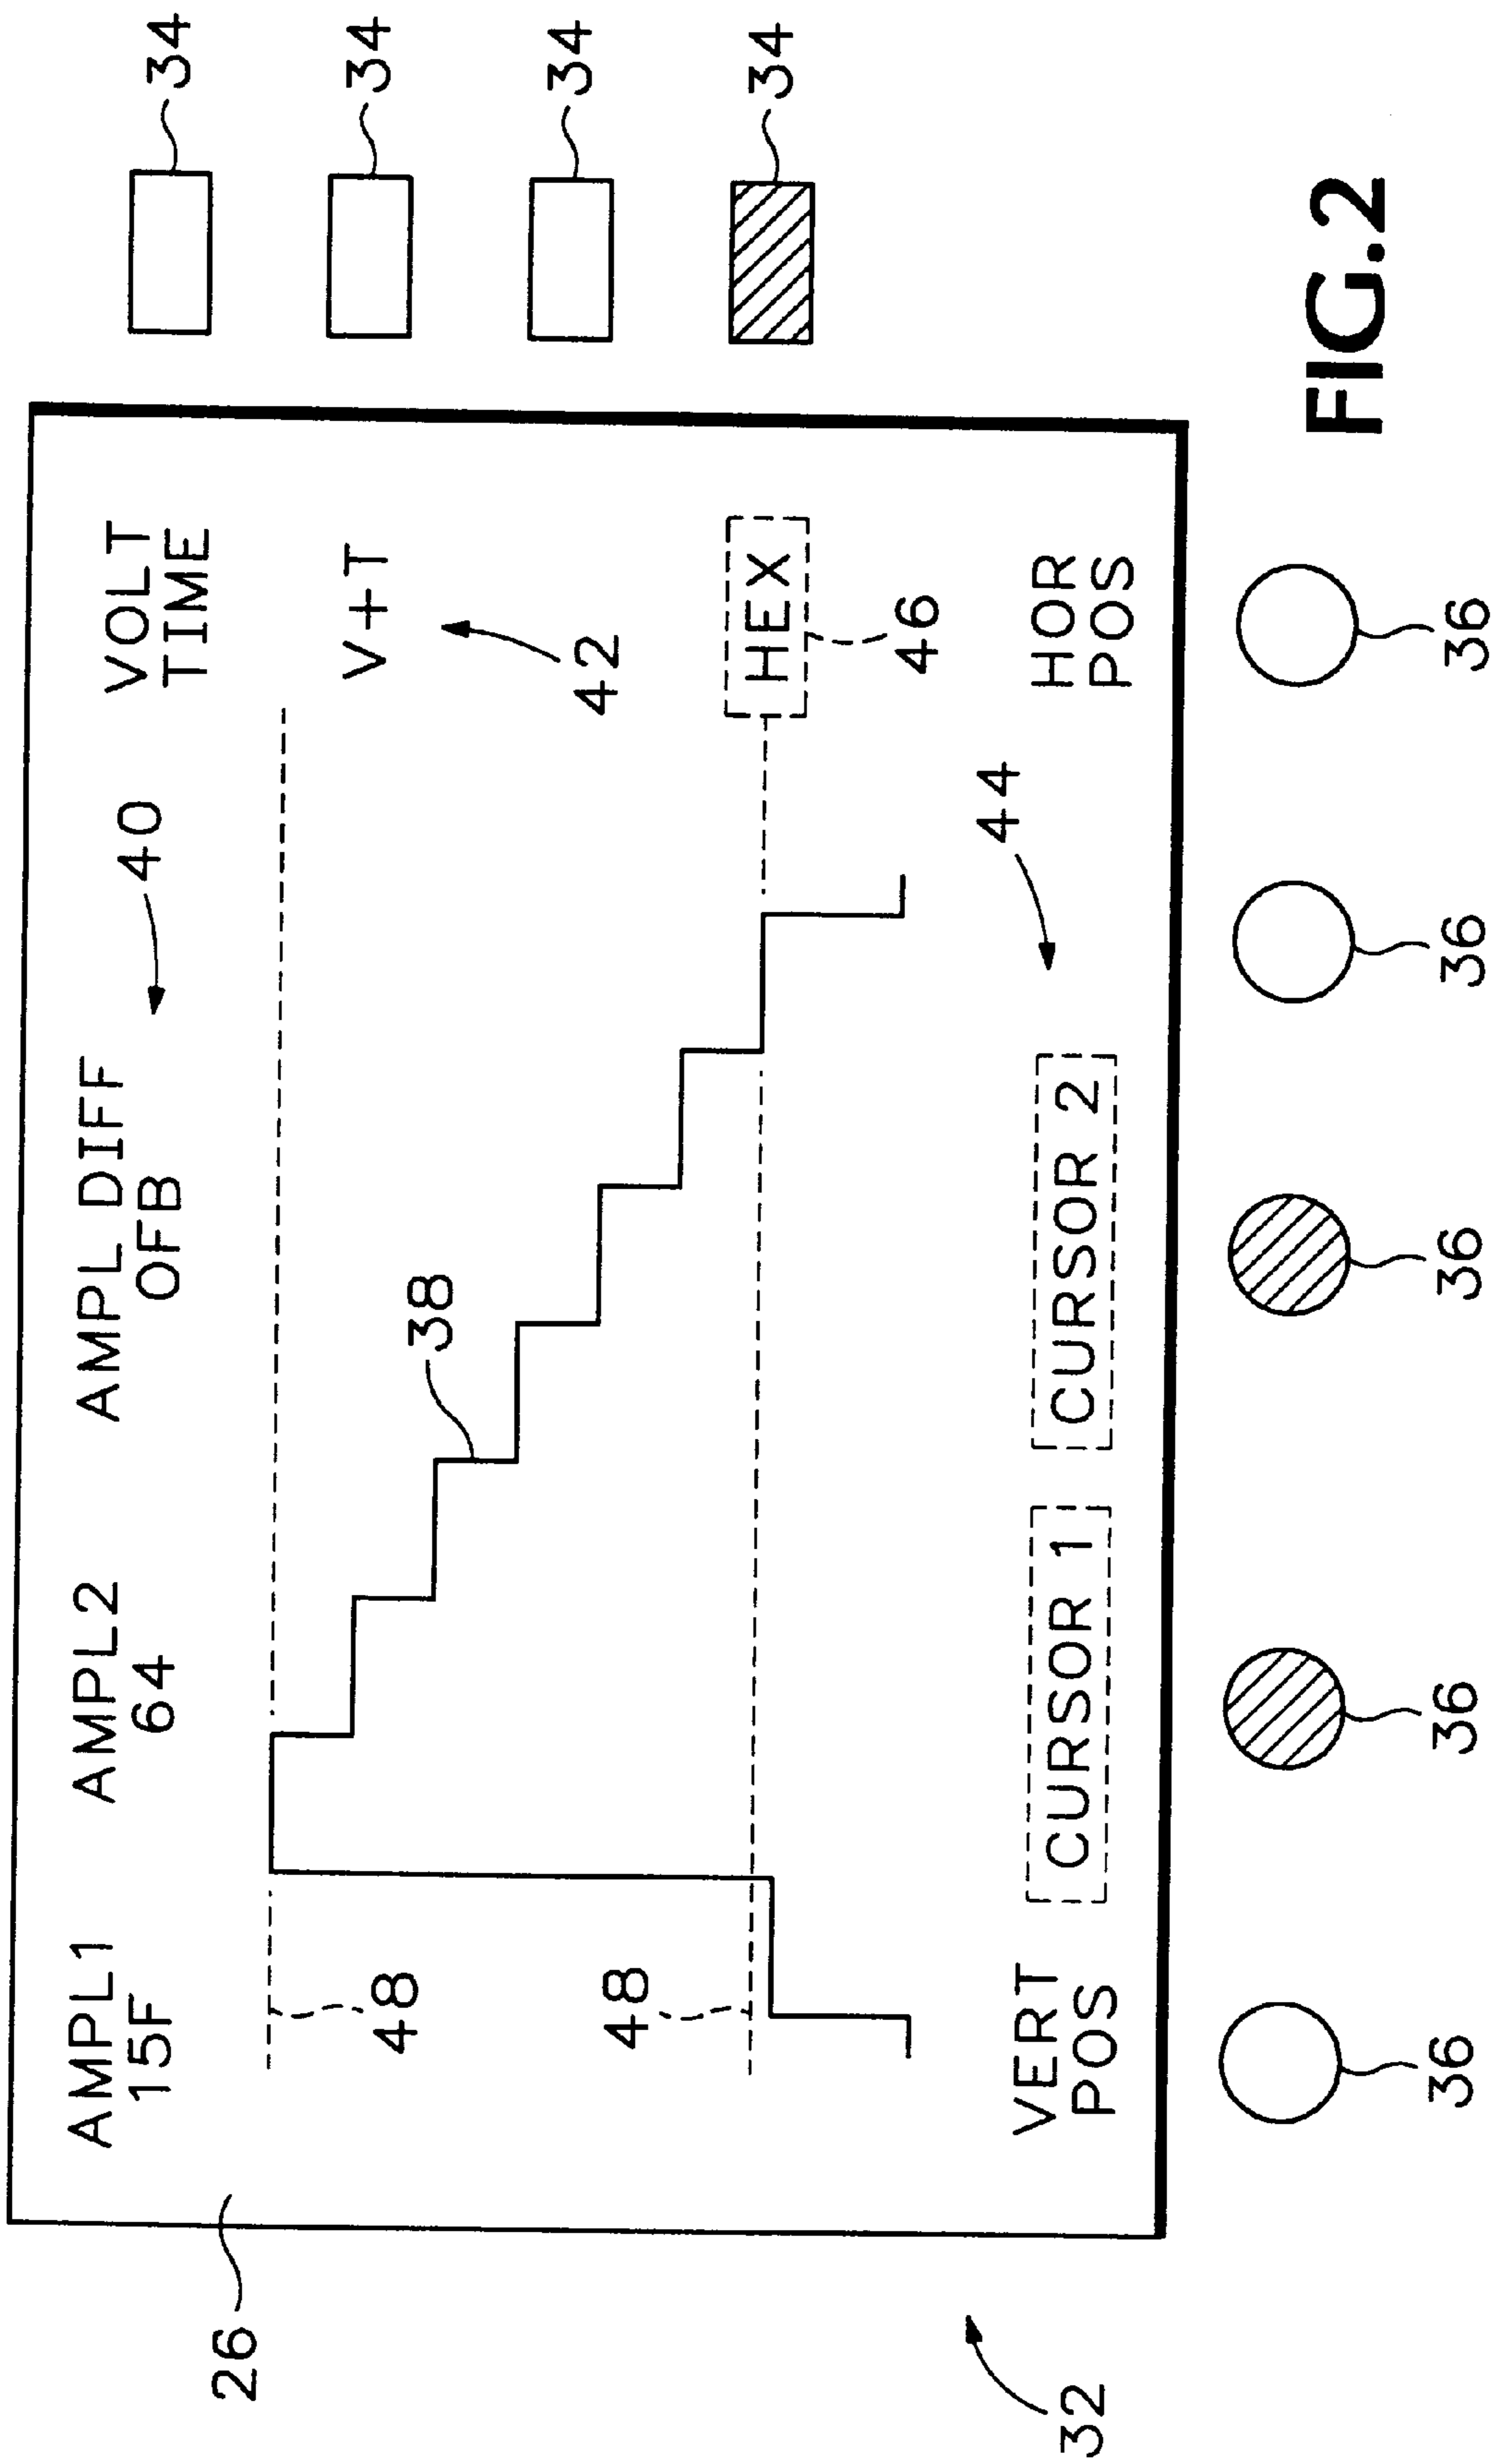 26
AMPL1
15F
AMPL2
64
AMPL DIFF
OFB
40
VOLT
TIME
34
V+T
34
38
42
34
48
48
HEX
46
34
44
VERT
POS
CURSOR 1
CURSOR 2
HOR
POS
32
36
36
36
36
36
FIG.2